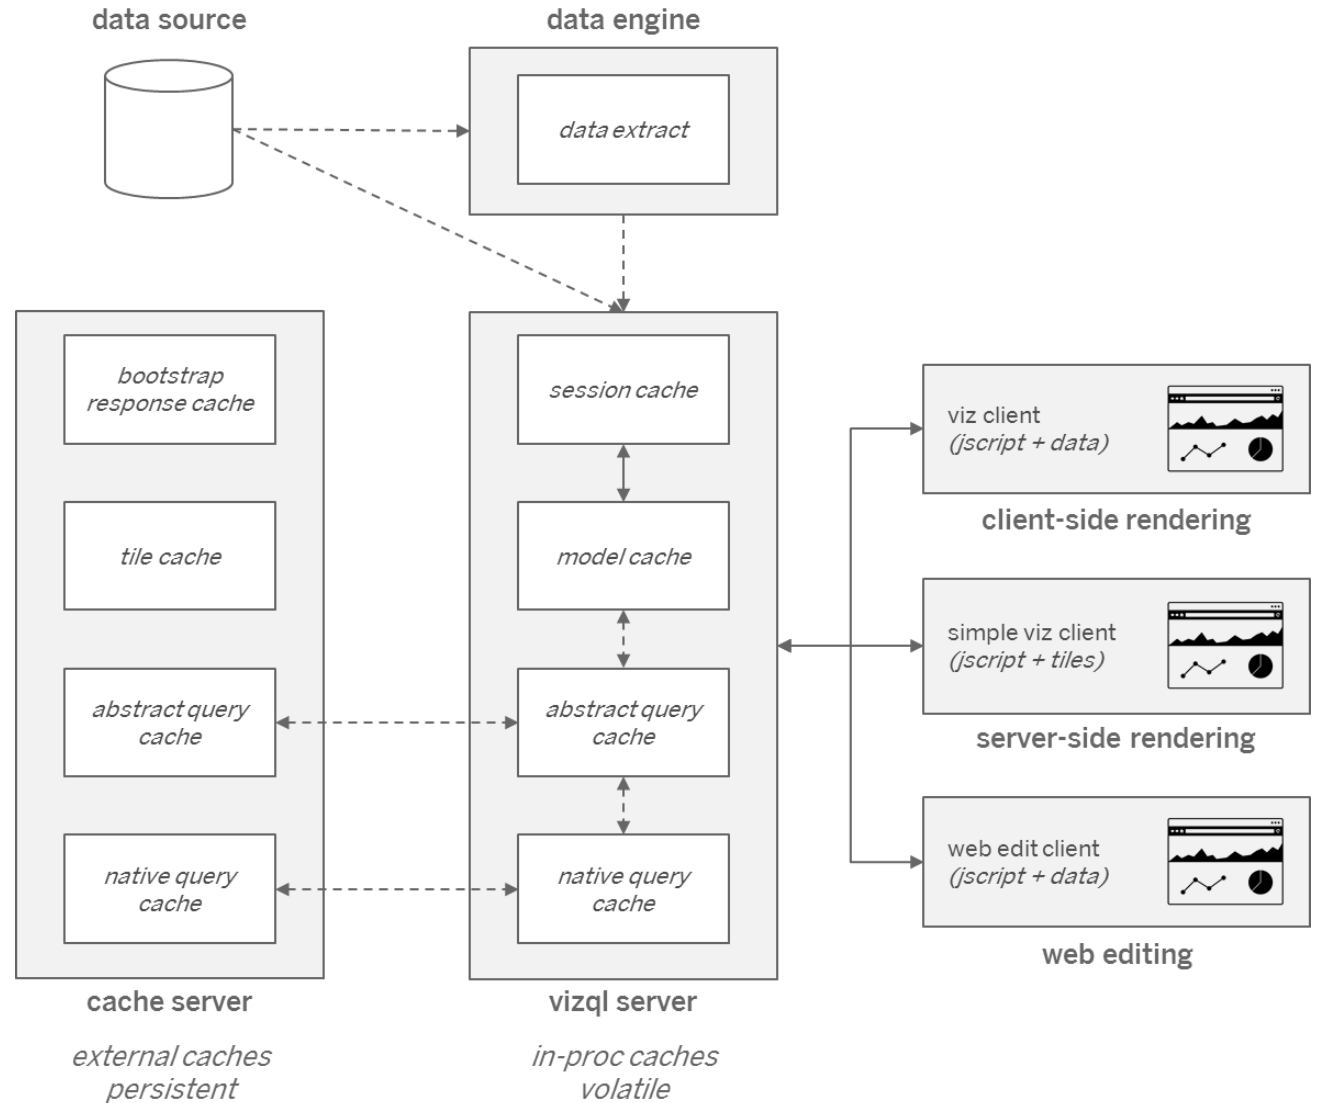 data source
data engine
data extract
bootstrap
response cache
tile cache
abstract query
cache
native query
cache
cache server
external caches
persistent
session cache
model cache
abstract query
cache
native query
cache
vizql server
in-proc caches
volatile
viz client
(jscript + data)
client-side rendering
simple viz client
(jscript + tiles)
server-side rendering
web edit client
(jscript + data)
web editing